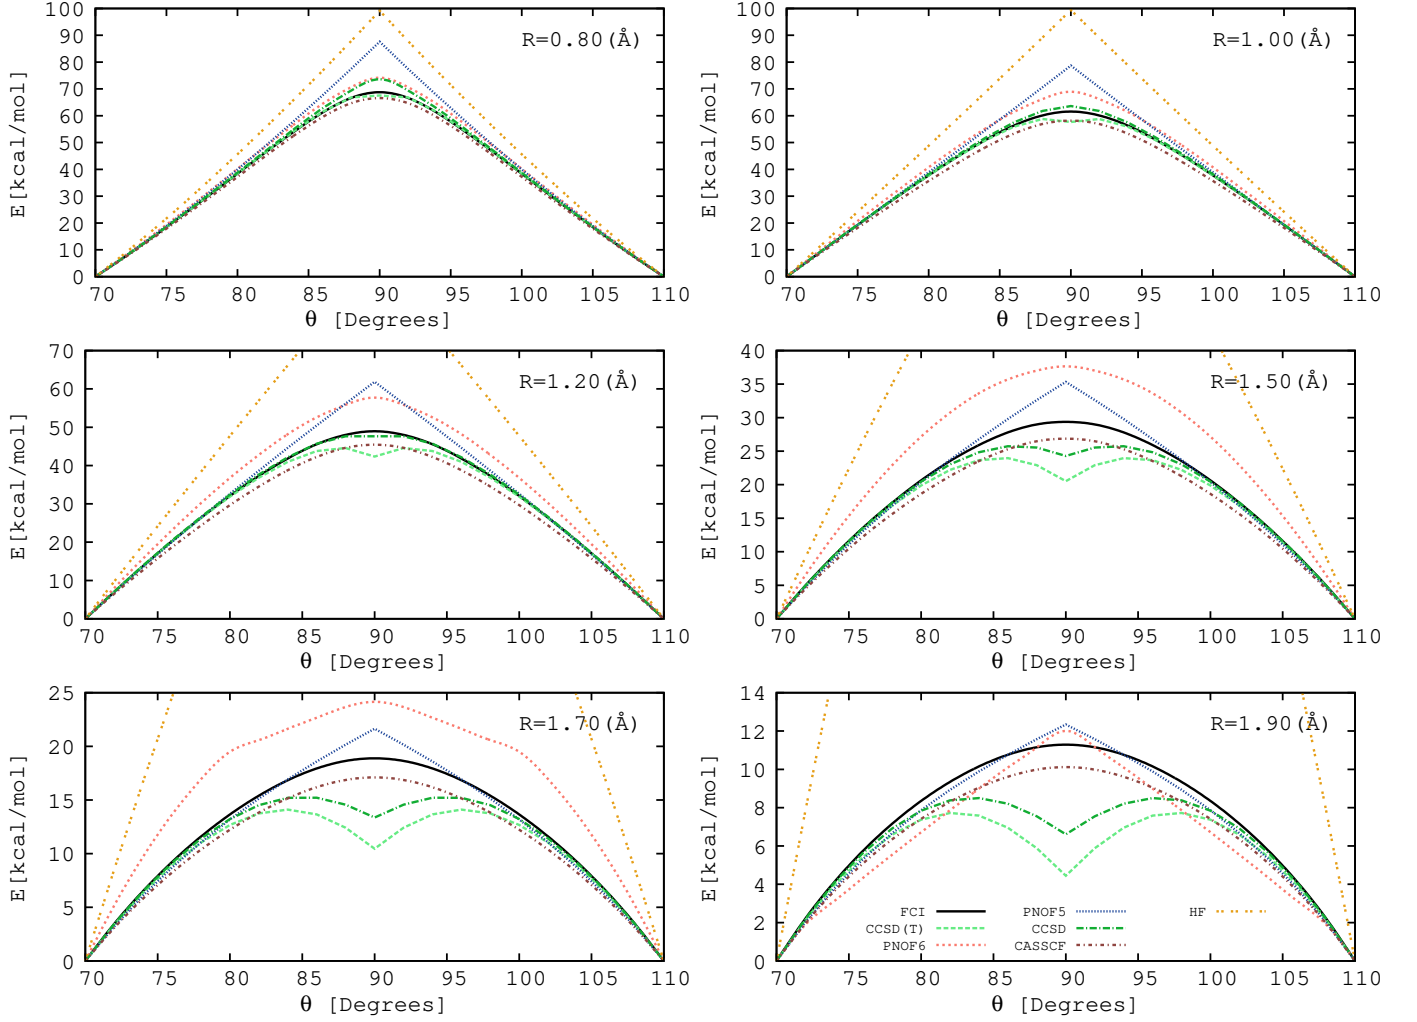 R=0.80(Å)
E[kcal/mol]
100
90
80
70
60
50
40
30
20
10
0
70 75 80 85 90 95 100 105 110
θ [Degrees]
R=1.00(Å)
E[kcal/mol]
100
90
80
70
60
50
40
30
20
10
0
70 75 80 85 90 95 100 105 110
θ [Degrees]
R=1.20(Å)
E[kcal/mol]
70
60
50
40
30
20
10
0
70 75 80 85 90 95 100 105 110
θ [Degrees]
R=1.50(Å)
E[kcal/mol]
40
35
30
25
20
15
10
5
0
70 75 80 85 90 95 100 105 110
θ [Degrees]
R=1.70(Å)
E[kcal/mol]
25
20
15
10
5
0
70 75 80 85 90 95 100 105 110
θ [Degrees]
R=1.90(Å)
E[kcal/mol]
14
12
10
8
6
4
2
0
FCI PNOF5 HF
CCSD(T) CCSD
PNOF6 CASSCF
70 75 80 85 90 95 100 105 110
θ [Degrees]